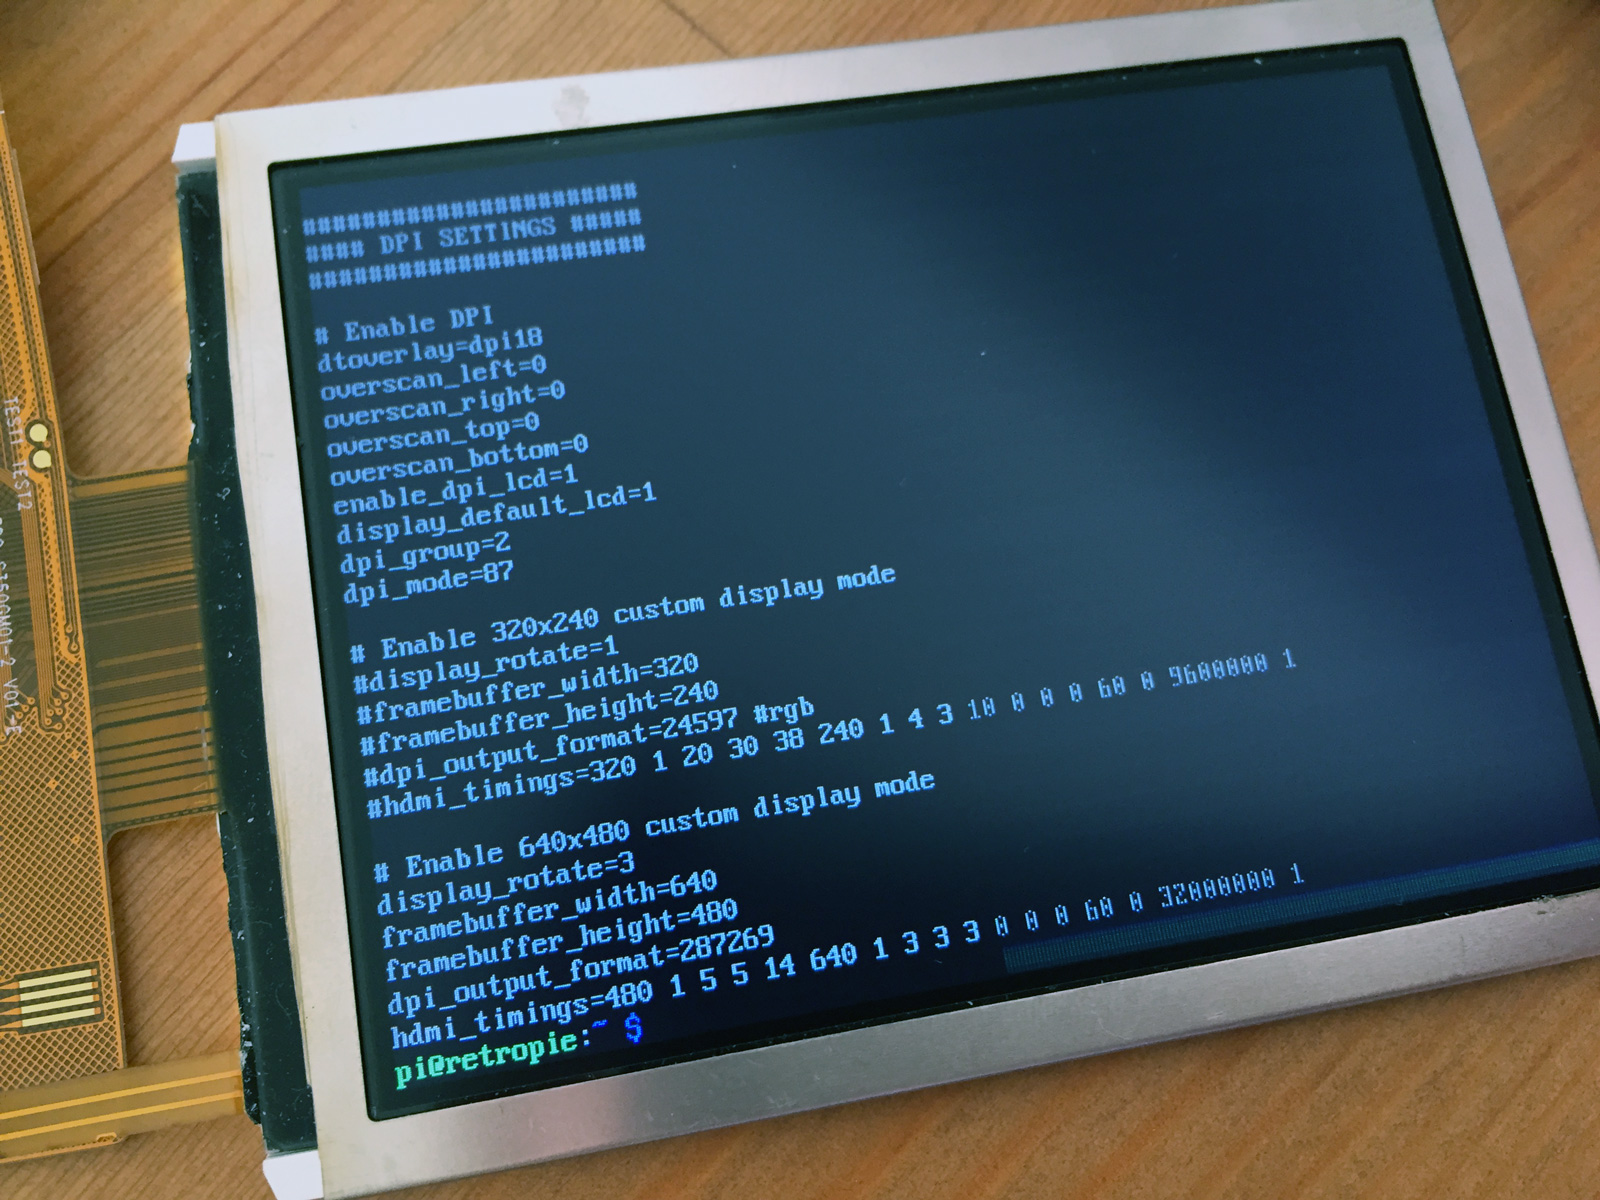 #######################
#### DPI SETTINGS #####
#######################
# Enable DPI
dtoverlay=dpi18
overscan_left=0
overscan_right=0
overscan_top=0
overscan_bottom=0
enable_dpi_lcd=1
display_default_lcd=1
dpi_group=2
dpi_mode=87
# Enable 320x240 custom display mode
#display_rotate=1
#framebuffer_width=320
#framebuffer_height=240
#dpi_output_format=24597 #rgb
#hdmi_timings=320 1 20 30 38 240 1 4 3 10 0 0 0 60 0 9600000 1
# Enable 640x480 custom display mode
display_rotate=3
framebuffer_width=640
framebuffer_height=480
dpi_output_format=287269
hdmi_timings=480 1 5 5 14 640 1 3 3 3 0 0 0 60 0 32000000 1
pi@retropie:~ $
TEST1 TEST2